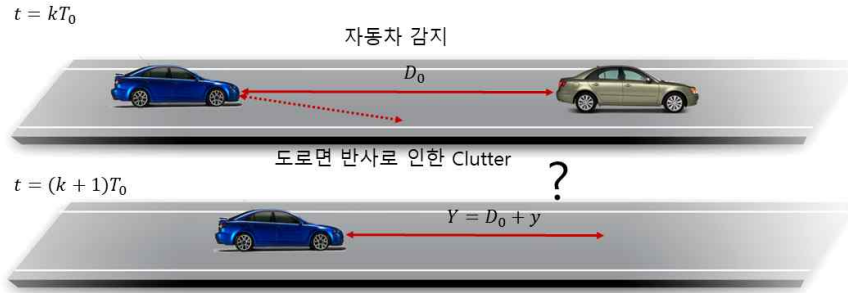 t = kT₀
자동차 감지
D₀
도로면 반사로 인한 Clutter
?
t = (k + 1)T₀
Y = D₀ + y